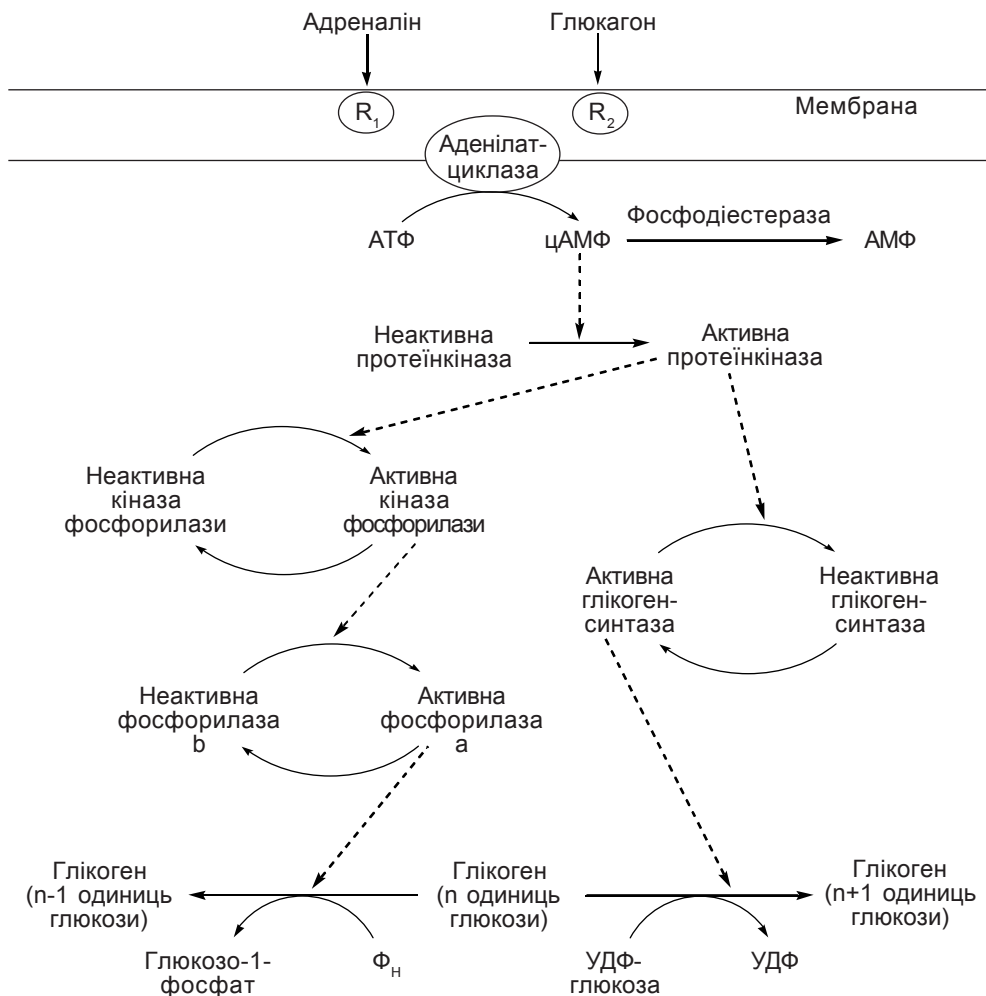 Адреналін
Глюкагон
R1
R2
Мембрана
Аденілат-
циклаза
АТФ
цАМФ
Фосфодіестераза
АМФ
Неактивна
протеїнкіназа
Активна
протеїнкіназа
Неактивна
кіназа
фосфорилази
Активна
кіназа
фосфорилази
Активна
глікоген-
синтаза
Неактивна
глікоген-
синтаза
Неактивна
фосфорилаза
b
Активна
фосфорилаза
a
Глікоген
(n-1 одиниць
глюкози)
Глікоген
(n одиниць
глюкози)
Глікоген
(n+1 одиниць
глюкози)
Глюкозо-1-
фосфат
ФН
УДФ-
глюкоза
УДФ